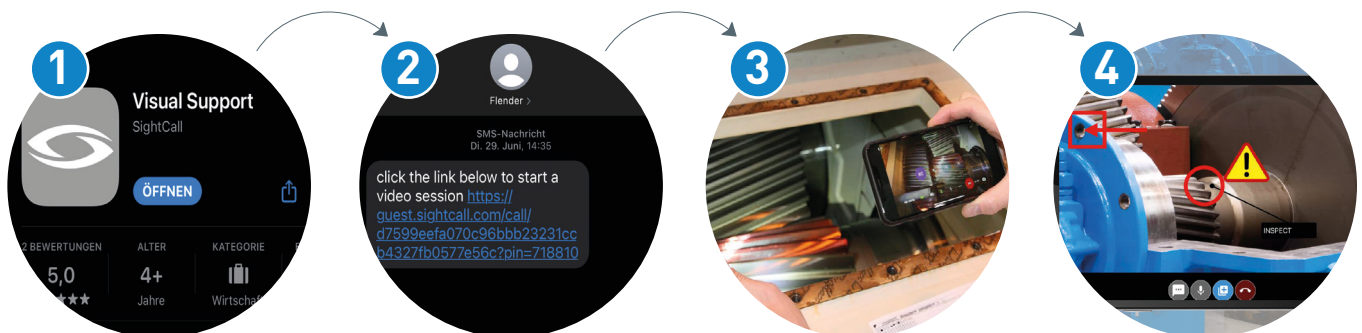 1
Visual Support
SightCall
ÖFFNEN
2 BEWERTUNGEN
ALTER
KATEGORIE
5,0
4+
Jahre
2
Flender >
SMS-Nachricht
Di. 29. Juni, 14:35
click the link below to start a
video session https://
guest.sightcall.com/call/
d7599eefa070c96bbb23231cc
b4327fb0577e56c?pin=718810
3
4
INSPECT